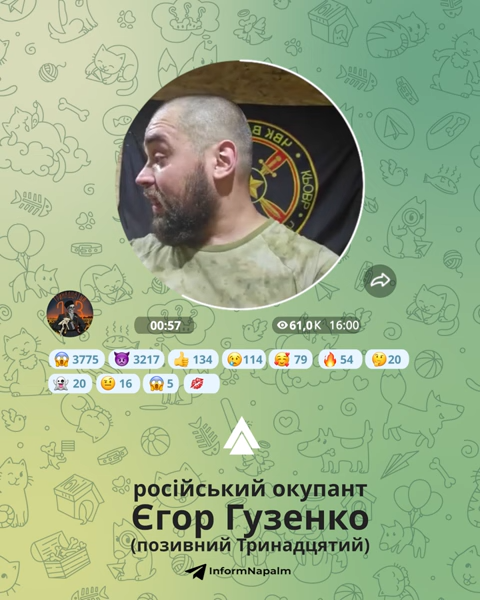 00:57
61,0K 16:00
3775 3217 134 114 79 54 20
20 16 5
російський окупант
Єгор Гузенко
(позивний Тринадцятий)
InformNapalm